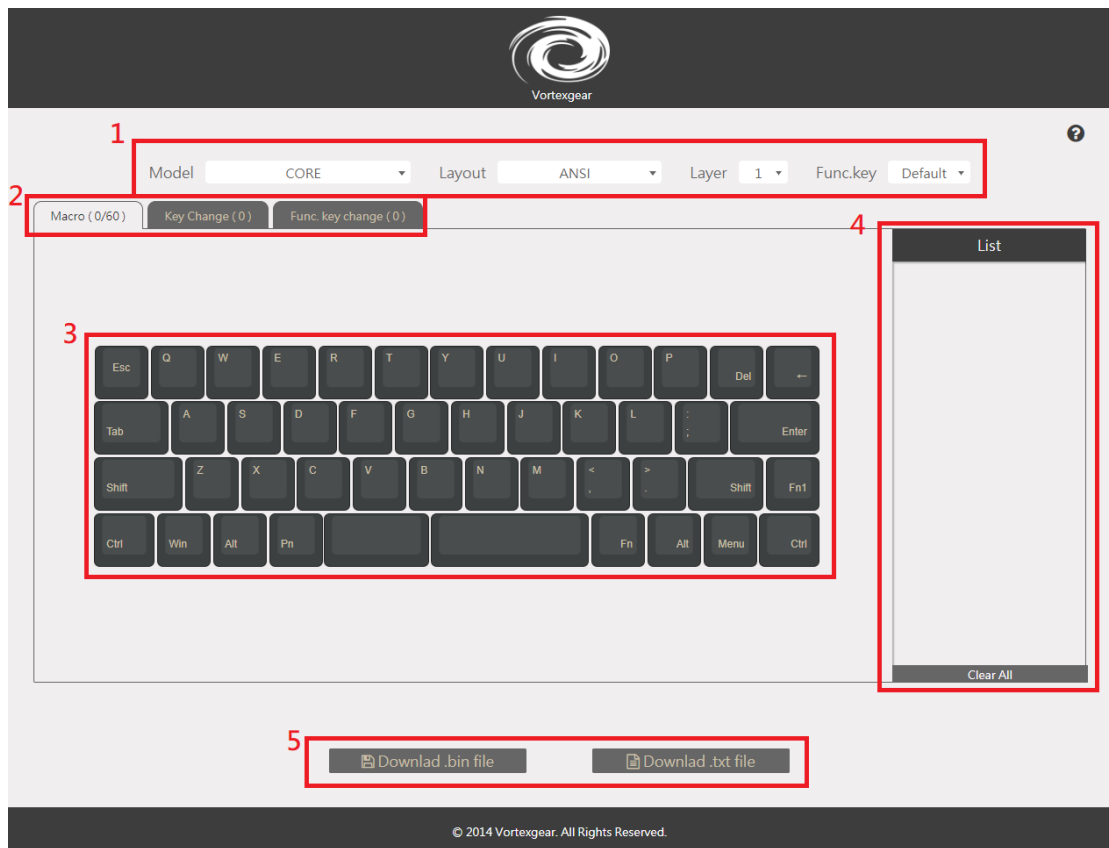 Vortexgear
1
Model CORE Layout ANSI Layer 1 Func.key Default
2
Macro ( 0/60 ) Key Change ( 0 ) Func. key change ( 0 )
4
List
3
Esc Q W E R T Y U I O P Del ←
Tab A S D F G H J K L : ; Enter
Shift Z X C V B N M < , > . Shift Fn1
Ctrl Win Alt Pn Fn Alt Menu Ctrl
Clear All
5
Downlad .bin file Downlad .txt file
© 2014 Vortexgear. All Rights Reserved.